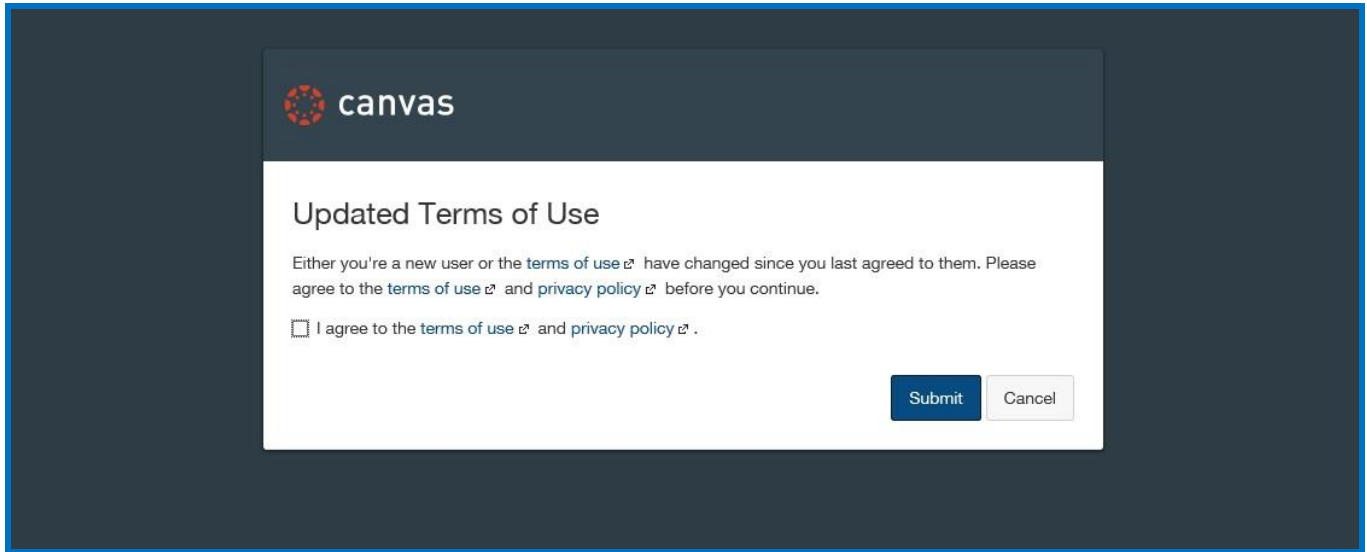 canvas
Updated Terms of Use
Either you're a new user or the terms of use have changed since you last agreed to them. Please
agree to the terms of use and privacy policy before you continue.
I agree to the terms of use and privacy policy .
Submit Cancel